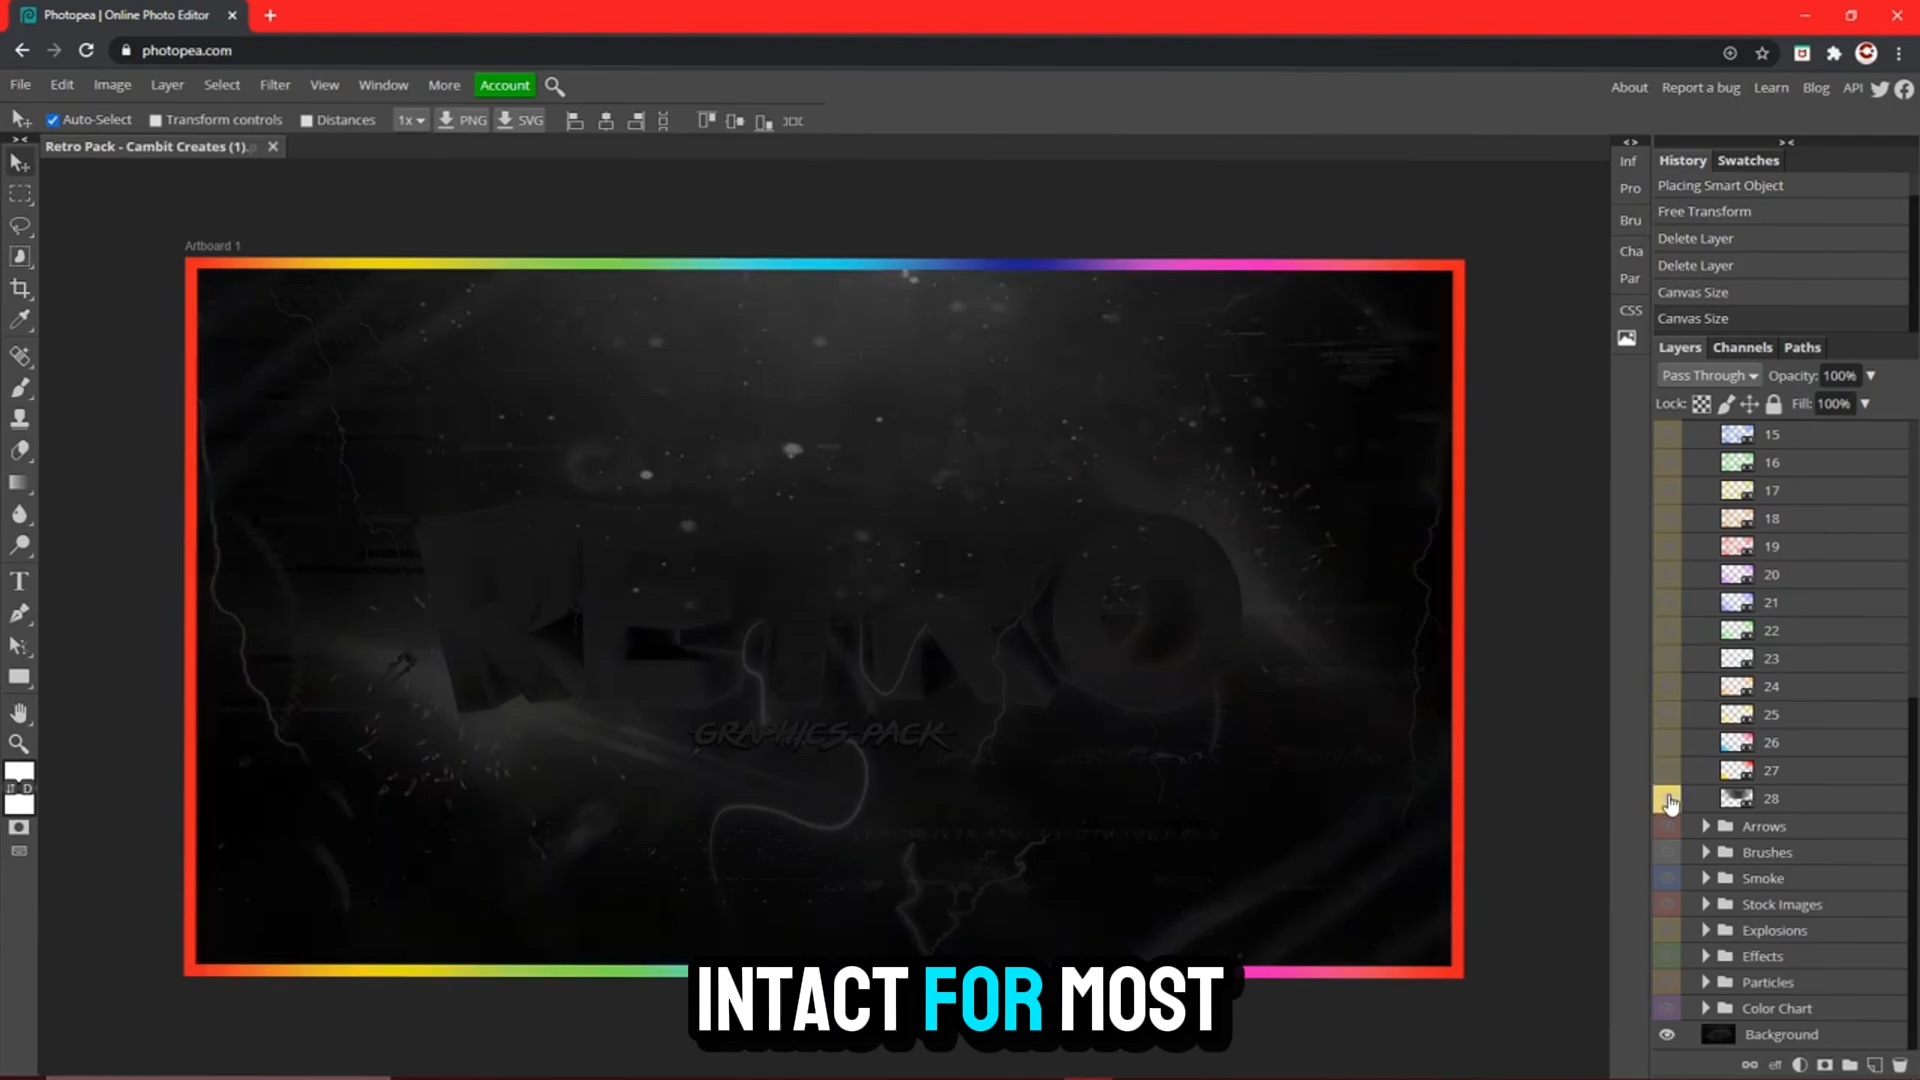 Photopea | Online Photo Editor
photopea.com
File Edit Image Layer Select Filter View Window More Account
About Report a bug Learn Blog API
Auto-Select Transform controls Distances 1x PNG SVG
Retro Pack - Cambit Creates (1).p
Artboard 1
RETRO
GRAPHICS PACK
INTACT FOR MOST
Inf
Pro
Bru
Cha
Par
CSS
History Swatches
Placing Smart Object
Free Transform
Delete Layer
Delete Layer
Canvas Size
Canvas Size
Layers Channels Paths
Pass Through Opacity: 100%
Lock: Fill: 100%
15
16
17
18
19
20
21
22
23
24
25
26
27
28
Arrows
Brushes
Smoke
Stock Images
Explosions
Effects
Particles
Color Chart
Background
eff